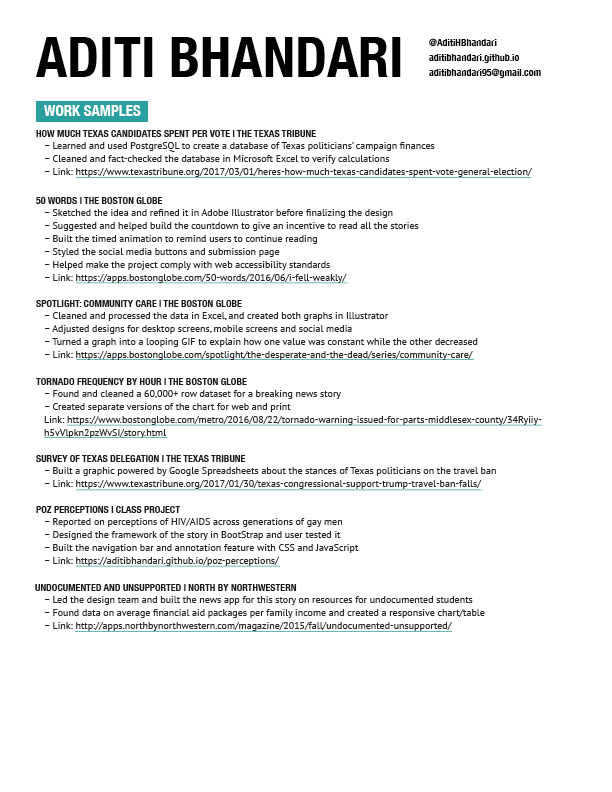 ADITI BHANDARI
@AditiHBhandari
aditibhandari.github.io
aditibhandari95@gmail.com
WORK SAMPLES
HOW MUCH TEXAS CANDIDATES SPENT PER VOTE | THE TEXAS TRIBUNE
– Learned and used PostgreSQL to create a database of Texas politicians' campaign finances
– Cleaned and fact-checked the database in Microsoft Excel to verify calculations
– Link: https://www.texastribune.org/2017/03/01/heres-how-much-texas-candidates-spent-vote-general-election/
50 WORDS | THE BOSTON GLOBE
– Sketched the idea and refined it in Adobe Illustrator before finalizing the design
– Suggested and helped build the countdown to give an incentive to read all the stories
– Built the timed animation to remind users to continue reading
– Styled the social media buttons and submission page
– Helped make the project comply with web accessibility standards
– Link: https://apps.bostonglobe.com/50-words/2016/06/i-fell-weakly/
SPOTLIGHT: COMMUNITY CARE | THE BOSTON GLOBE
– Cleaned and processed the data in Excel, and created both graphs in Illustrator
– Adjusted designs for desktop screens, mobile screens and social media
– Turned a graph into a looping GIF to explain how one value was constant while the other decreased
– Link: https://apps.bostonglobe.com/spotlight/the-desperate-and-the-dead/series/community-care/
TORNADO FREQUENCY BY HOUR | THE BOSTON GLOBE
– Found and cleaned a 60,000+ row dataset for a breaking news story
– Created separate versions of the chart for web and print
Link: https://www.bostonglobe.com/metro/2016/08/22/tornado-warning-issued-for-parts-middlesex-county/34Ryiiy-
h5vVlpkn2pzWvSI/story.html
SURVEY OF TEXAS DELEGATION | THE TEXAS TRIBUNE
– Built a graphic powered by Google Spreadsheets about the stances of Texas politicians on the travel ban
– Link: https://www.texastribune.org/2017/01/30/texas-congressional-support-trump-travel-ban-falls/
POZ PERCEPTIONS | CLASS PROJECT
– Reported on perceptions of HIV/AIDS across generations of gay men
– Designed the framework of the story in BootStrap and user tested it
– Built the navigation bar and annotation feature with CSS and JavaScript
– Link: https://aditibhandari.github.io/poz-perceptions/
UNDOCUMENTED AND UNSUPPORTED | NORTH BY NORTHWESTERN
– Led the design team and built the news app for this story on resources for undocumented students
– Found data on average financial aid packages per family income and created a responsive chart/table
– Link: http://apps.northbynorthwestern.com/magazine/2015/fall/undocumented-unsupported/